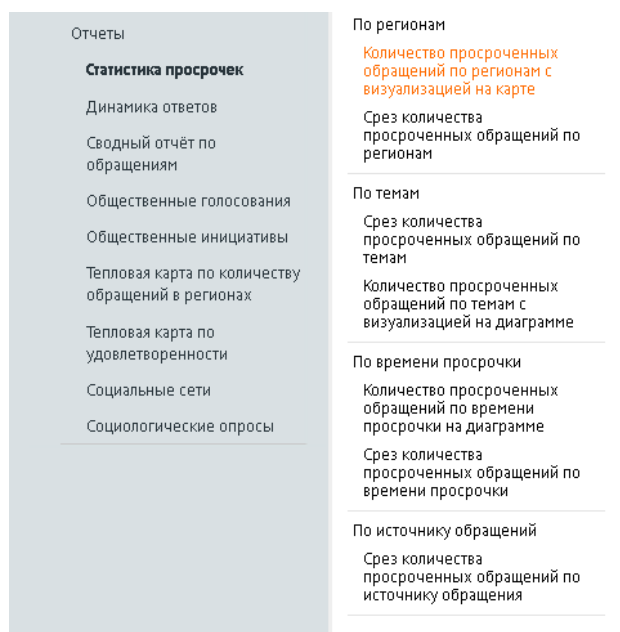 Отчеты
Статистика просрочек
Динамика ответов
Сводный отчёт по
обращениям
Общественные голосования
Общественные инициативы
Тепловая карта по количеству
обращений в регионах
Тепловая карта по
удовлетворенности
Социальные сети
Социологические опросы
По регионам
Количество просроченных
обращений по регионам с
визуализацией на карте
Срез количества
просроченных обращений по
регионам
По темам
Срез количества
просроченных обращений по
темам
Количество просроченных
обращений по темам с
визуализацией на диаграмме
По времени просрочки
Количество просроченных
обращений по времени
просрочки на диаграмме
Срез количества
просроченных обращений по
времени просрочки
По источнику обращений
Срез количества
просроченных обращений по
источнику обращения